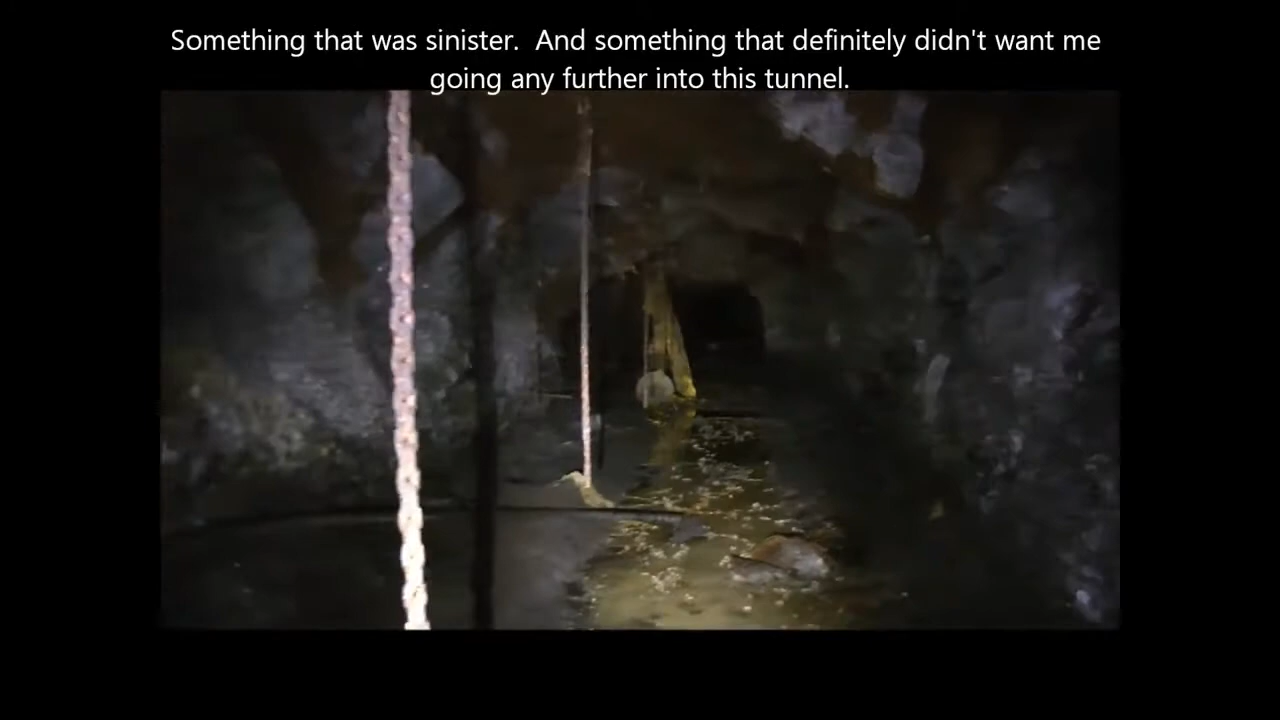 Something that was sinister.  And something that definitely didn't want me
going any further into this tunnel.